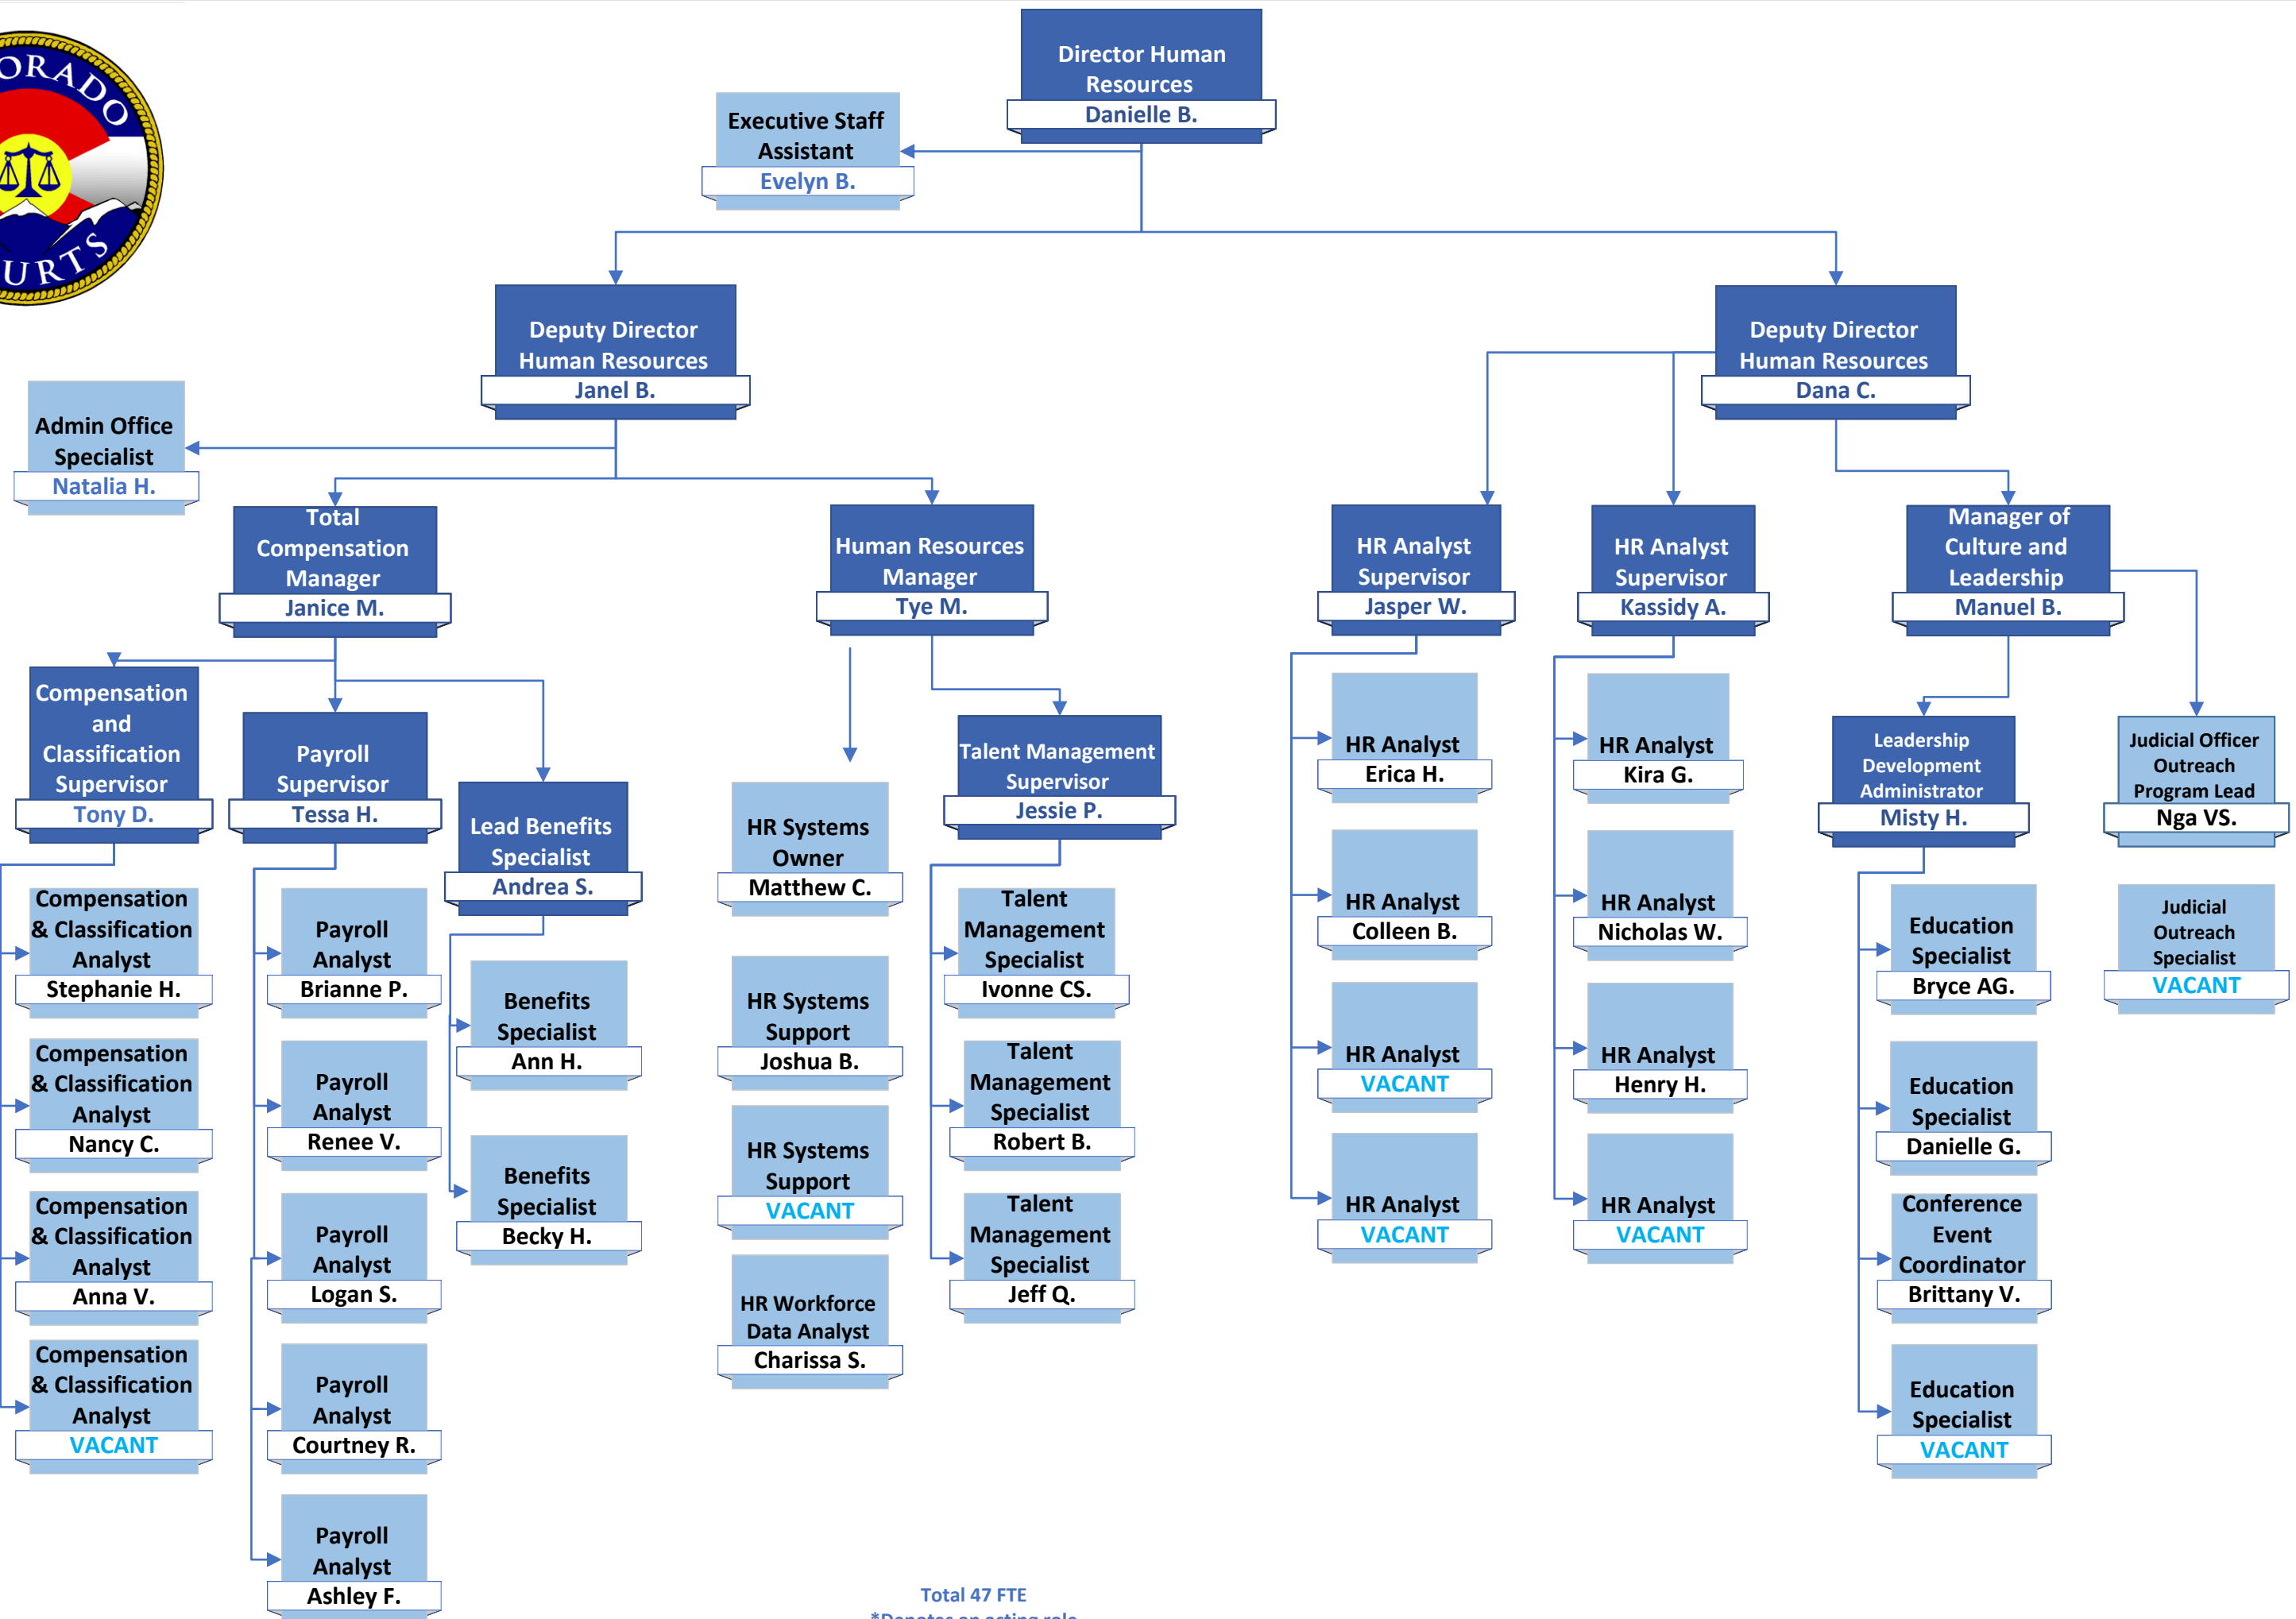 ORADO
URTS
Director Human
Resources
Danielle B.
Executive Staff
Assistant
Evelyn B.
Deputy Director
Human Resources
Janel B.
Deputy Director
Human Resources
Dana C.
Admin Office
Specialist
Natalia H.
Total
Compensation
Manager
Janice M.
Human Resources
Manager
Tye M.
HR Analyst
Supervisor
Jasper W.
HR Analyst
Supervisor
Kassidy A.
Manager of
Culture and
Leadership
Manuel B.
Compensation
and
Classification
Supervisor
Tony D.
Payroll
Supervisor
Tessa H.
Lead Benefits
Specialist
Andrea S.
Talent Management
Supervisor
Jessie P.
Leadership
Development
Administrator
Misty H.
Judicial Officer
Outreach
Program Lead
Nga VS.
Compensation
& Classification
Analyst
Stephanie H.
Compensation
& Classification
Analyst
Nancy C.
Compensation
& Classification
Analyst
Anna V.
Compensation
& Classification
Analyst
VACANT
Payroll
Analyst
Brianne P.
Payroll
Analyst
Renee V.
Payroll
Analyst
Logan S.
Payroll
Analyst
Courtney R.
Payroll
Analyst
Ashley F.
Benefits
Specialist
Ann H.
Benefits
Specialist
Becky H.
HR Systems
Owner
Matthew C.
HR Systems
Support
Joshua B.
HR Systems
Support
VACANT
HR Workforce
Data Analyst
Charissa S.
Talent
Management
Specialist
Ivonne CS.
Talent
Management
Specialist
Robert B.
Talent
Management
Specialist
Jeff Q.
HR Analyst
Erica H.
HR Analyst
Colleen B.
HR Analyst
VACANT
HR Analyst
VACANT
HR Analyst
Kira G.
HR Analyst
Nicholas W.
HR Analyst
Henry H.
HR Analyst
VACANT
Education
Specialist
Bryce AG.
Education
Specialist
Danielle G.
Conference
Event
Coordinator
Brittany V.
Education
Specialist
VACANT
Judicial
Outreach
Specialist
VACANT
Total 47 FTE
*Denotes an acting role